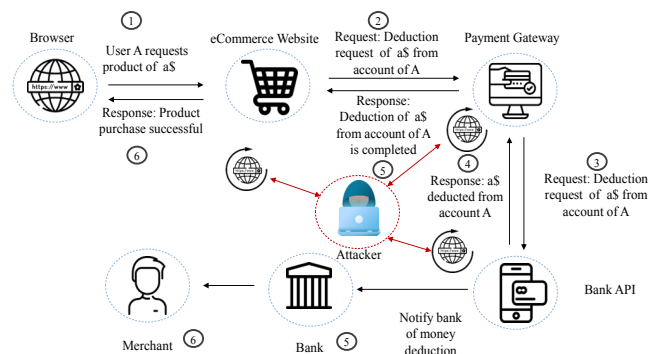 1
2
Browser
eCommerce Website
Payment Gateway
User A requests
product of a$
Request: Deduction
request of a$ from
account of A
https://www
Response: Product
purchase successful
6
Response:
Deduction of a$
from account of A
is completed
5
4
Response: a$
deducted from
account A
3
Request: Deduction
request of a$ from
account of A
Attacker
Bank API
Notify bank
of money
deduction
Merchant
6
Bank
5